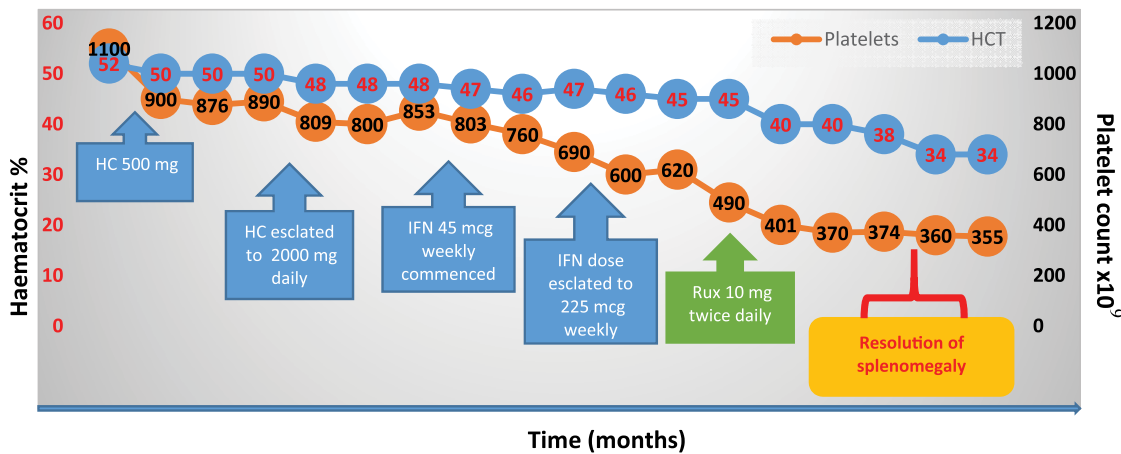 60
50
40
30
20
10
0
Haematocrit %
1200
1000
800
600
400
200
0
Platelet count x10⁹
Platelets
HCT
1100
900
876
890
809
800
853
803
760
690
600
620
490
401
370
374
360
355
52
50
50
50
48
48
48
47
46
47
46
45
45
40
40
38
34
34
HC 500 mg
HC esclated
to 2000 mg
daily
IFN 45 mcg
weekly
commenced
IFN dose
esclated to
225 mcg
weekly
Rux 10 mg
twice daily
Resolution of
splenomegaly
Time (months)